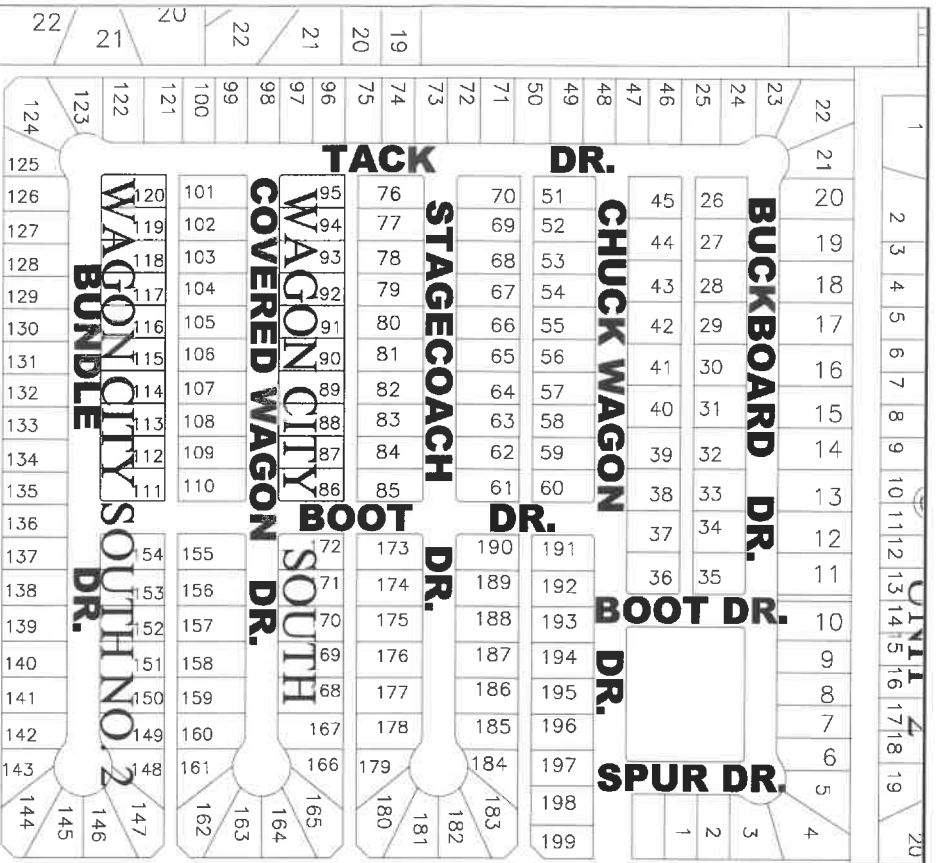 22 21 20 22 21 20 19
124 123 122 121 100 99 98 97 96 75 74 73 72 71 50 49 48 47 46 25 24 23 22
1
TACK DR.
125 21
126 120 101 95 76 70 51 45 26 20
127 119 102 94 77 69 52 44 27 19
128 118 103 93 78 68 53 43 28 18
129 117 104 92 79 67 54 42 29 17
130 116 105 91 80 66 55 41 30 16
131 115 106 90 81 65 56 40 31 15
132 114 107 89 82 64 57 39 32 14
133 113 108 88 83 63 58 38 33 13
134 112 109 87 84 62 59 37 34 12
135 111 110 86 85 61 60 36 35 11
2 3 4 5 6 7 8 9 10 11 12 13 14 15 16 17 18 19 20
WAGON CITY SOUTH NO. 2
BUNDLE DR.
COVERED WAGON DR.
WAGON CITY SOUTH
STAGECOACH DR.
CHUCK WAGON DR.
BUCKBOARD DR.
BOOT DR.
136
137 154 155 72 173 190 191
138 153 156 71 174 189 192
BOOT DR.
139 152 157 70 175 188 193 10
140 151 158 69 176 187 194 9
141 150 159 68 177 186 195 8
142 149 160 167 178 185 196 7
143 148 161 166 179 184 197 6
SPUR DR.
144 145 146 147 162 163 164 165 180 181 182 183 198 5
199 1 2 3 4